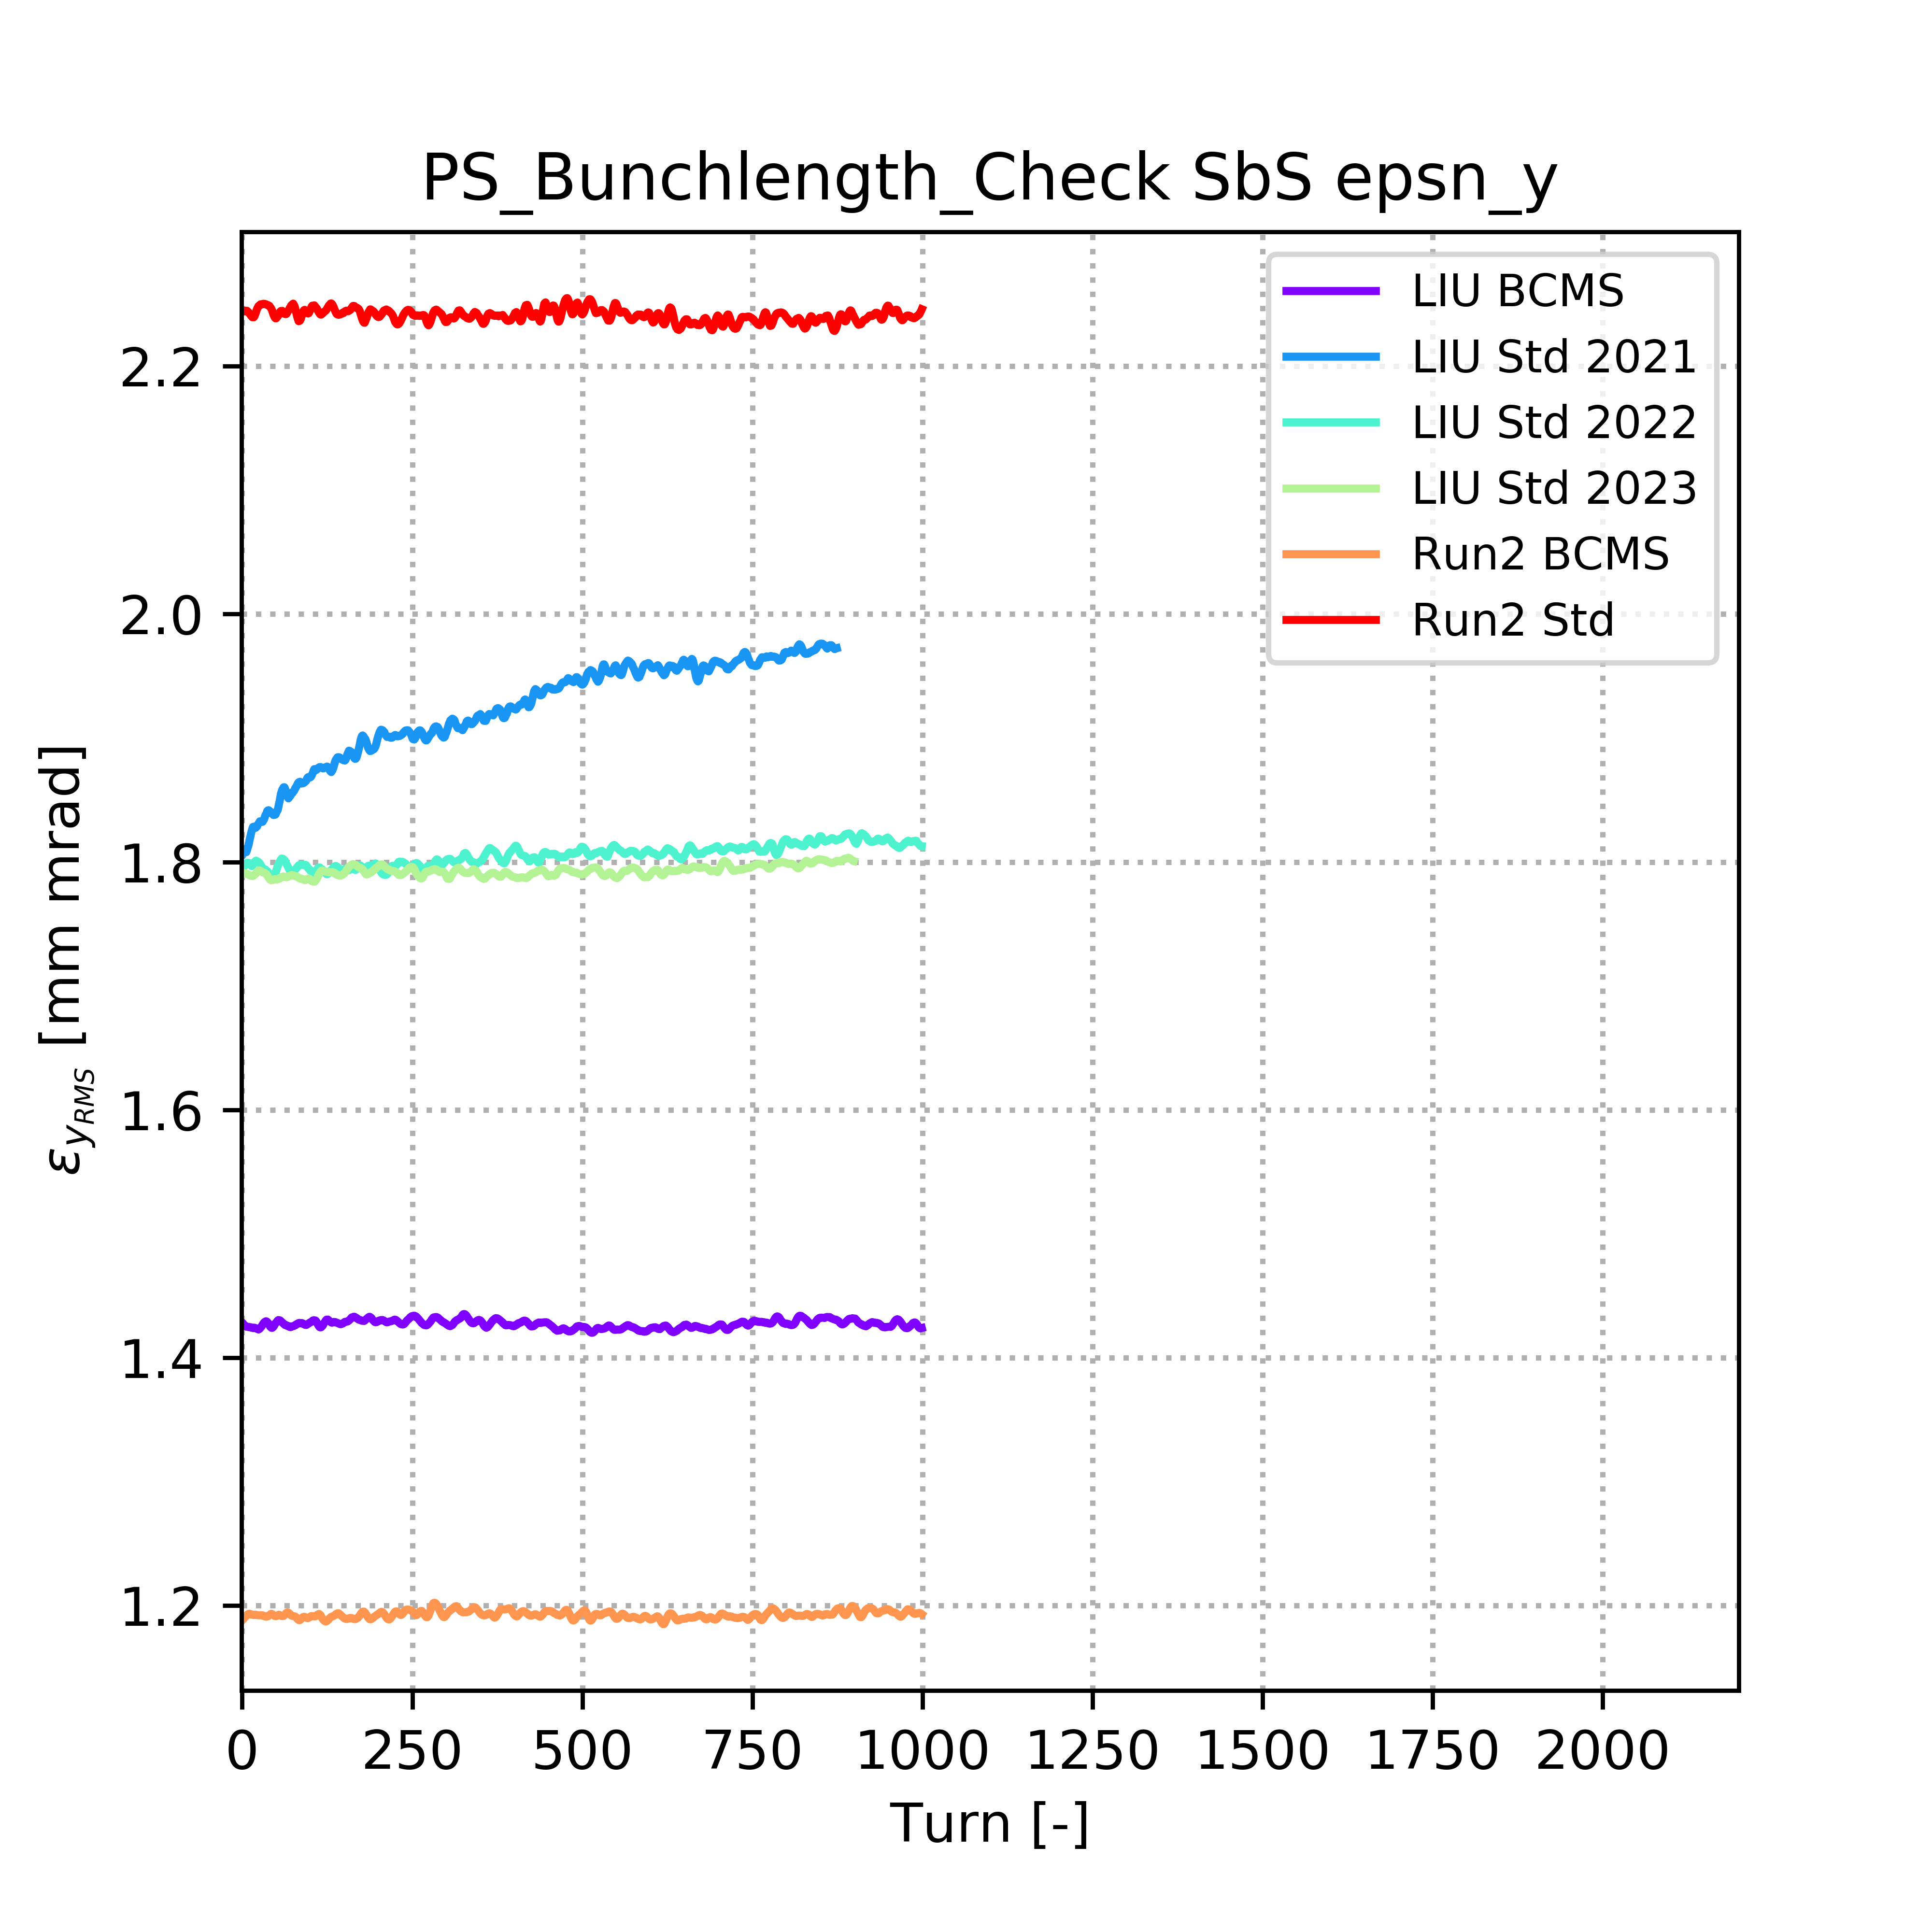 PS_Bunchlength_Check SbS epsn_y
LIU BCMS
LIU Std 2021
LIU Std 2022
LIU Std 2023
Run2 BCMS
Run2 Std
2.2
2.0
1.8
1.6
1.4
1.2
ε_{y_{RMS}} [mm mrad]
0 250 500 750 1000 1250 1500 1750 2000
Turn [-]